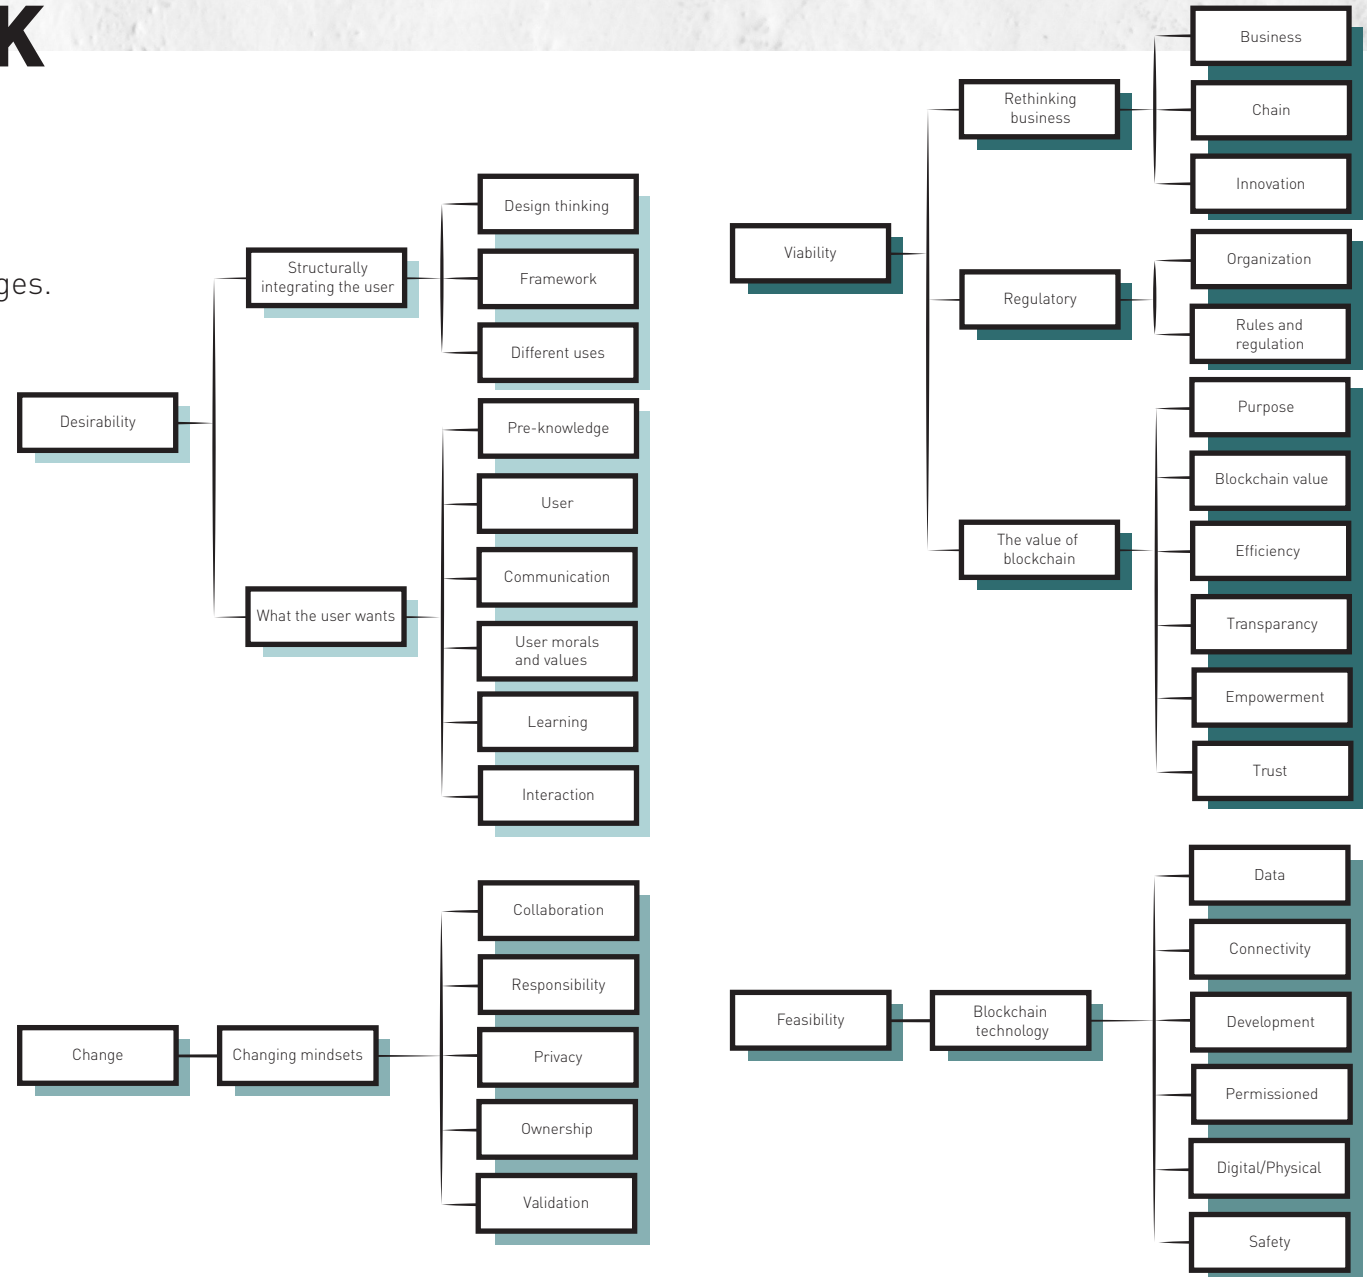 K
ges.
Desirability
Structurally
integrating the user
Design thinking
Framework
Different uses
What the user wants
Pre-knowledge
User
Communication
User morals
and values
Learning
Interaction
Change
Changing mindsets
Collaboration
Responsibility
Privacy
Ownership
Validation
Viability
Rethinking
business
Business
Chain
Innovation
Regulatory
Organization
Rules and
regulation
The value of
blockchain
Purpose
Blockchain value
Efficiency
Transparancy
Empowerment
Trust
Feasibility
Blockchain
technology
Data
Connectivity
Development
Permissioned
Digital/Physical
Safety